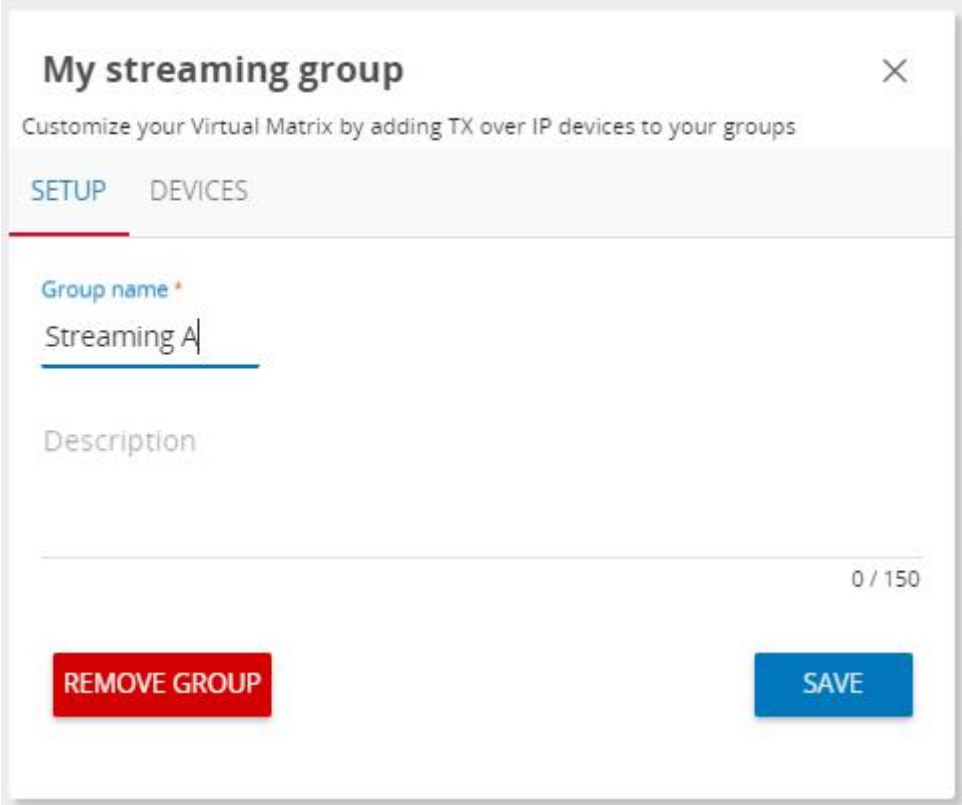 My streaming group
Customize your Virtual Matrix by adding TX over IP devices to your groups
SETUP DEVICES
Group name *
Streaming A
Description
0 / 150
REMOVE GROUP SAVE